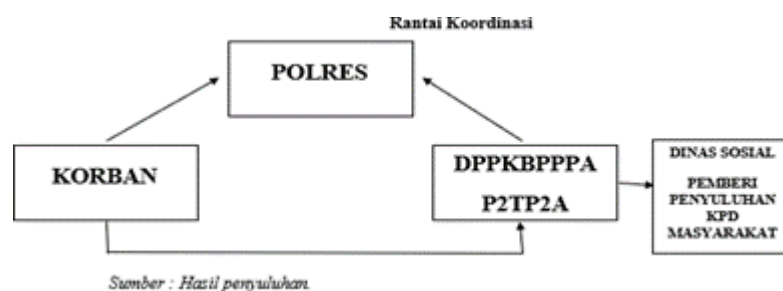 Rantai Koordinasi
POLRES
KORBAN
DPPKBPPPA
P2TP2A
DINAS SOSIAL
PEMBERI
PENYULUHAN
KPD
MASYARAKAT
Sumber : Hasil penyuluhan.